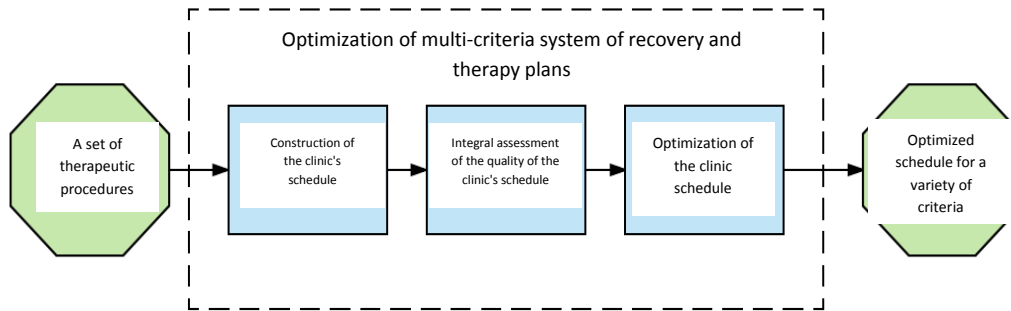 Optimization of multi-criteria system of recovery and
therapy plans
A set of
therapeutic
procedures
Construction of
the clinic's
schedule
Integral assessment
of the quality of the
clinic's schedule
Optimization of
the clinic
schedule
Optimized
schedule for a
variety of
criteria